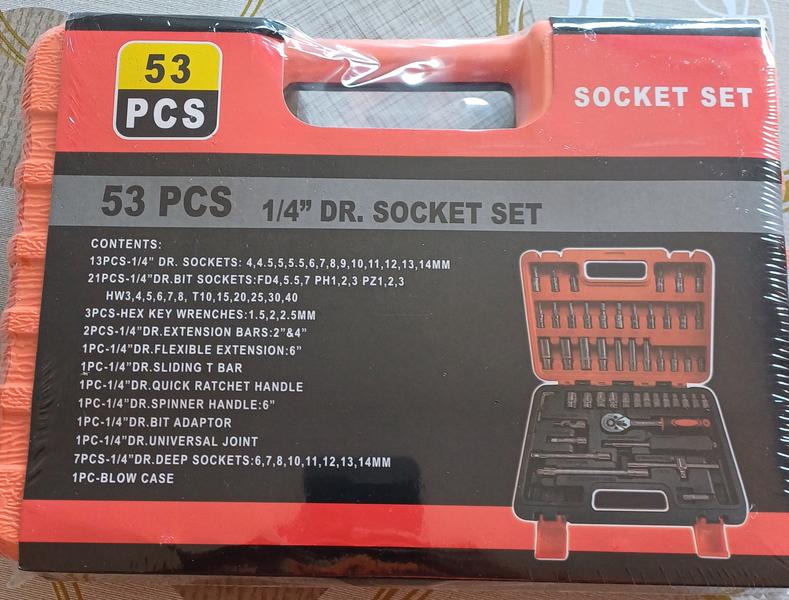 53
PCS
SOCKET SET
53 PCS 1/4” DR. SOCKET SET
CONTENTS:
13PCS-1/4” DR. SOCKETS: 4,4.5,5,5.5,6,7,8,9,10,11,12,13,14MM
21PCS-1/4”DR.BIT SOCKETS:FD4,5.5,7 PH1,2,3 PZ1,2,3
HW3,4,5,6,7,8, T10,15,20,25,30,40
3PCS-HEX KEY WRENCHES:1.5,2,2.5MM
2PCS-1/4”DR.EXTENSION BARS:2”&4”
1PC-1/4”DR.FLEXIBLE EXTENSION:6”
1PC-1/4”DR.SLIDING T BAR
1PC-1/4”DR.QUICK RATCHET HANDLE
1PC-1/4”DR.SPINNER HANDLE:6”
1PC-1/4”DR.BIT ADAPTOR
1PC-1/4”DR.UNIVERSAL JOINT
7PCS-1/4”DR.DEEP SOCKETS:6,7,8,10,11,12,13,14MM
1PC-BLOW CASE